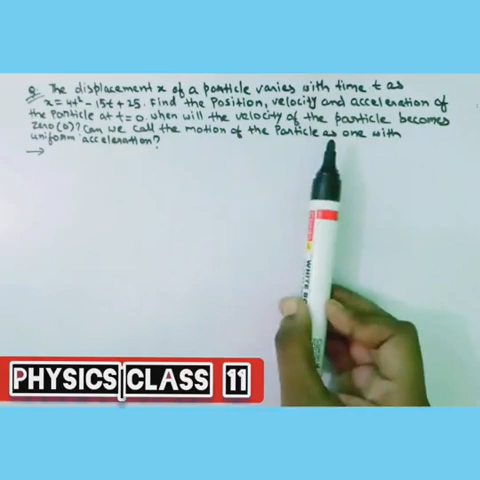 Q. The displacement x of a particle varies with time t as
x = 4t² - 15t + 25. Find the Position, velocity and acceleration of
the particle at t = 0. When will the velocity of the particle becomes
zero (0)? Can we call the motion of the Particle as one with
uniform acceleration?
→
WHITE BO
PHYSICS CLASS 11